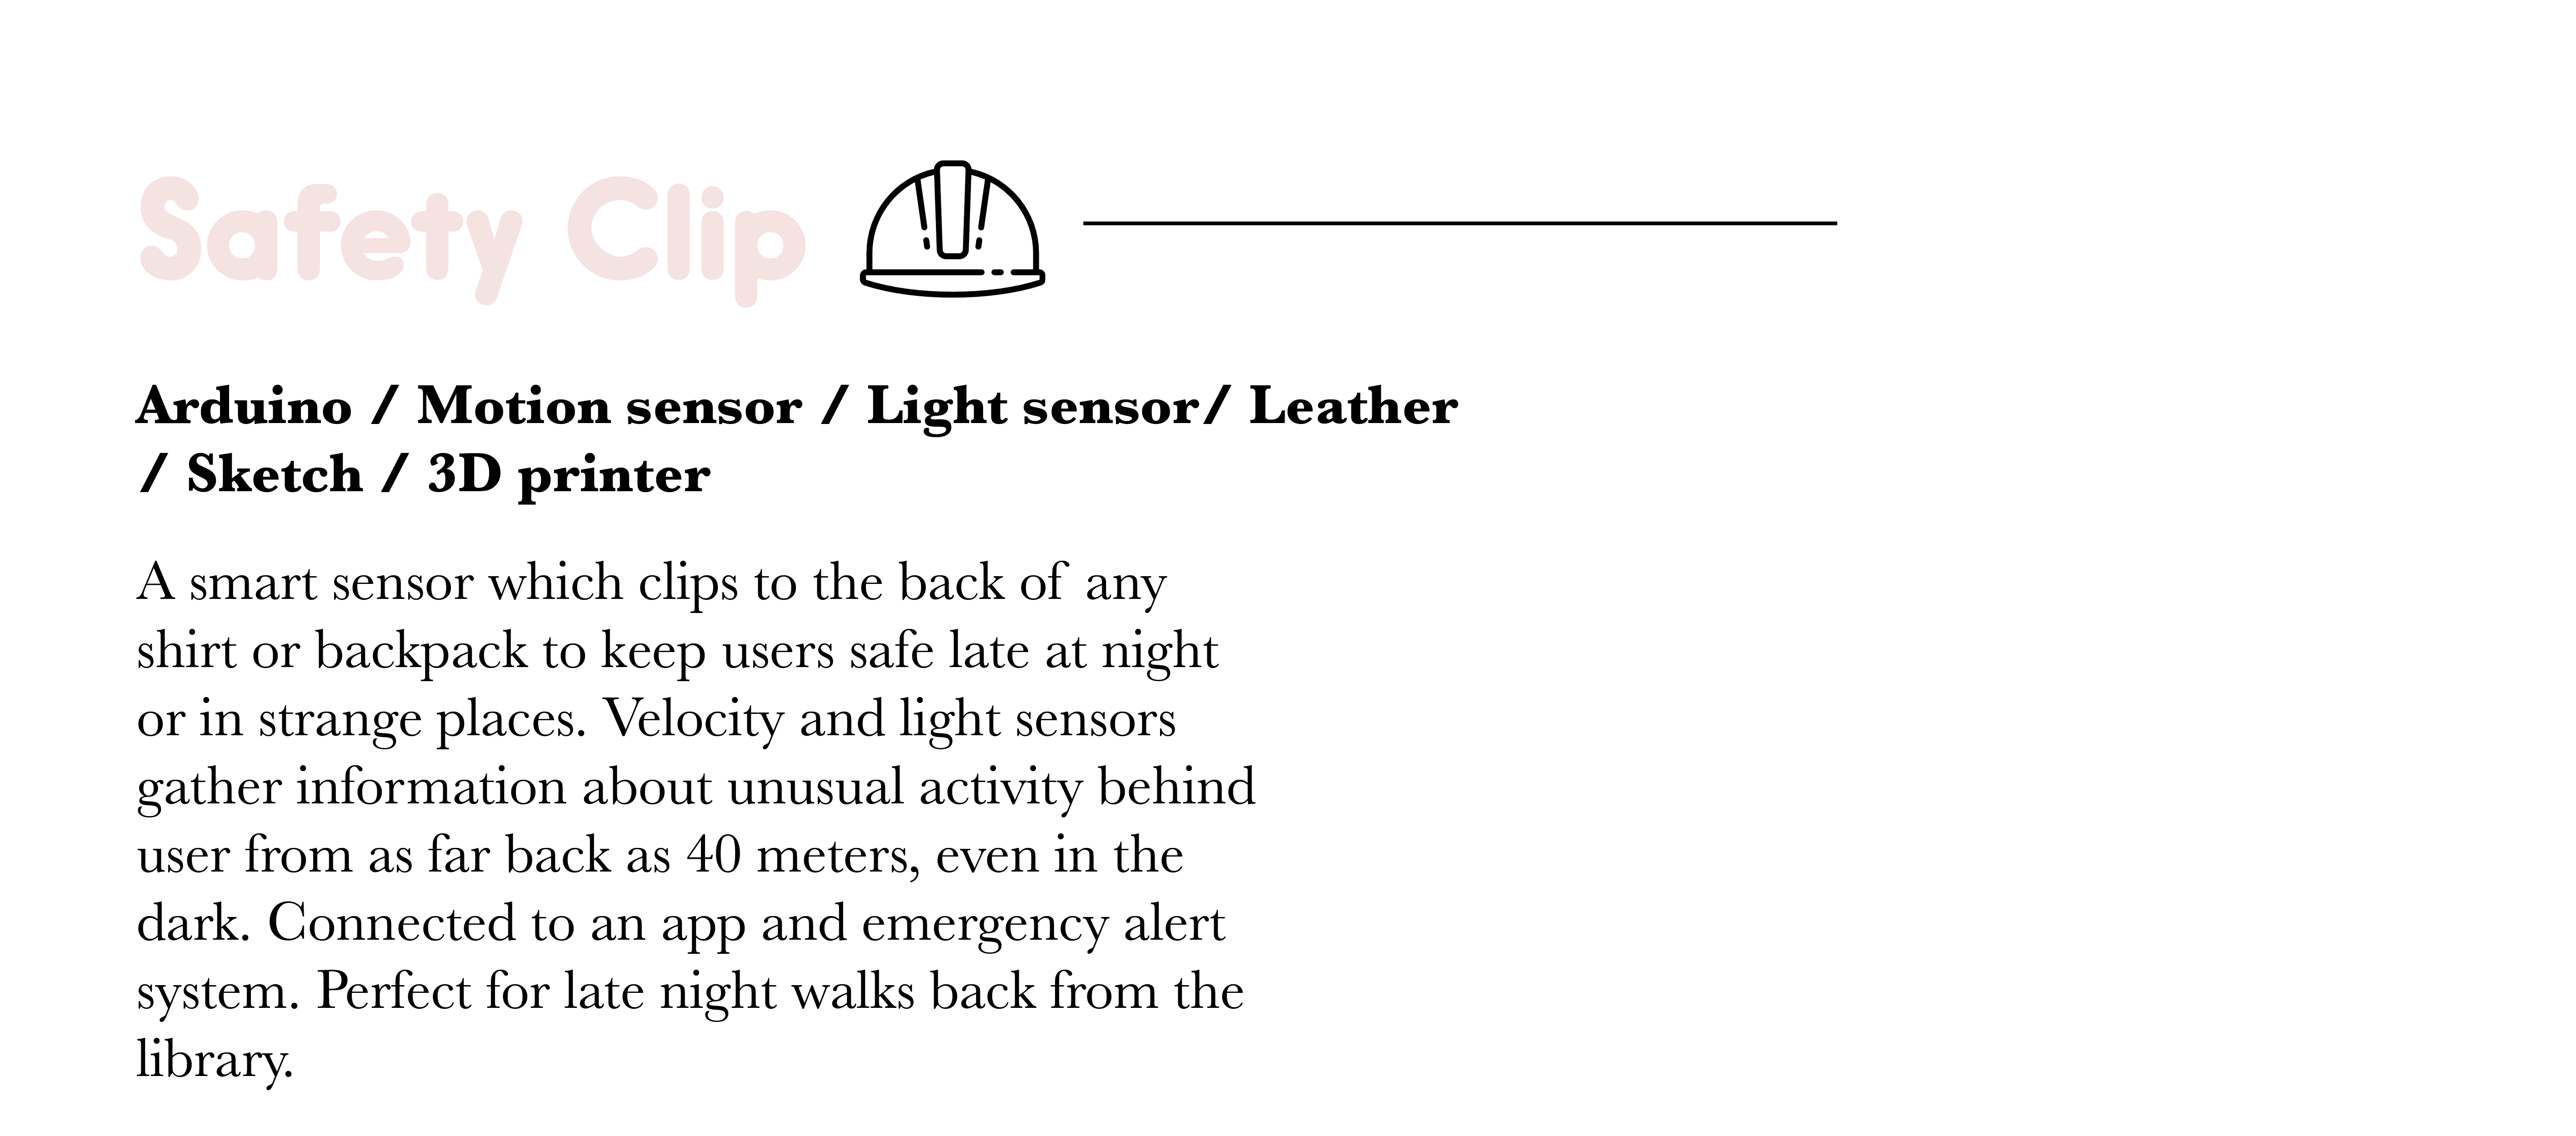 Safety Clip
Arduino / Motion sensor / Light sensor/ Leather
/ Sketch / 3D printer
A smart sensor which clips to the back of any
shirt or backpack to keep users safe late at night
or in strange places. Velocity and light sensors
gather information about unusual activity behind
user from as far back as 40 meters, even in the
dark. Connected to an app and emergency alert
system. Perfect for late night walks back from the
library.